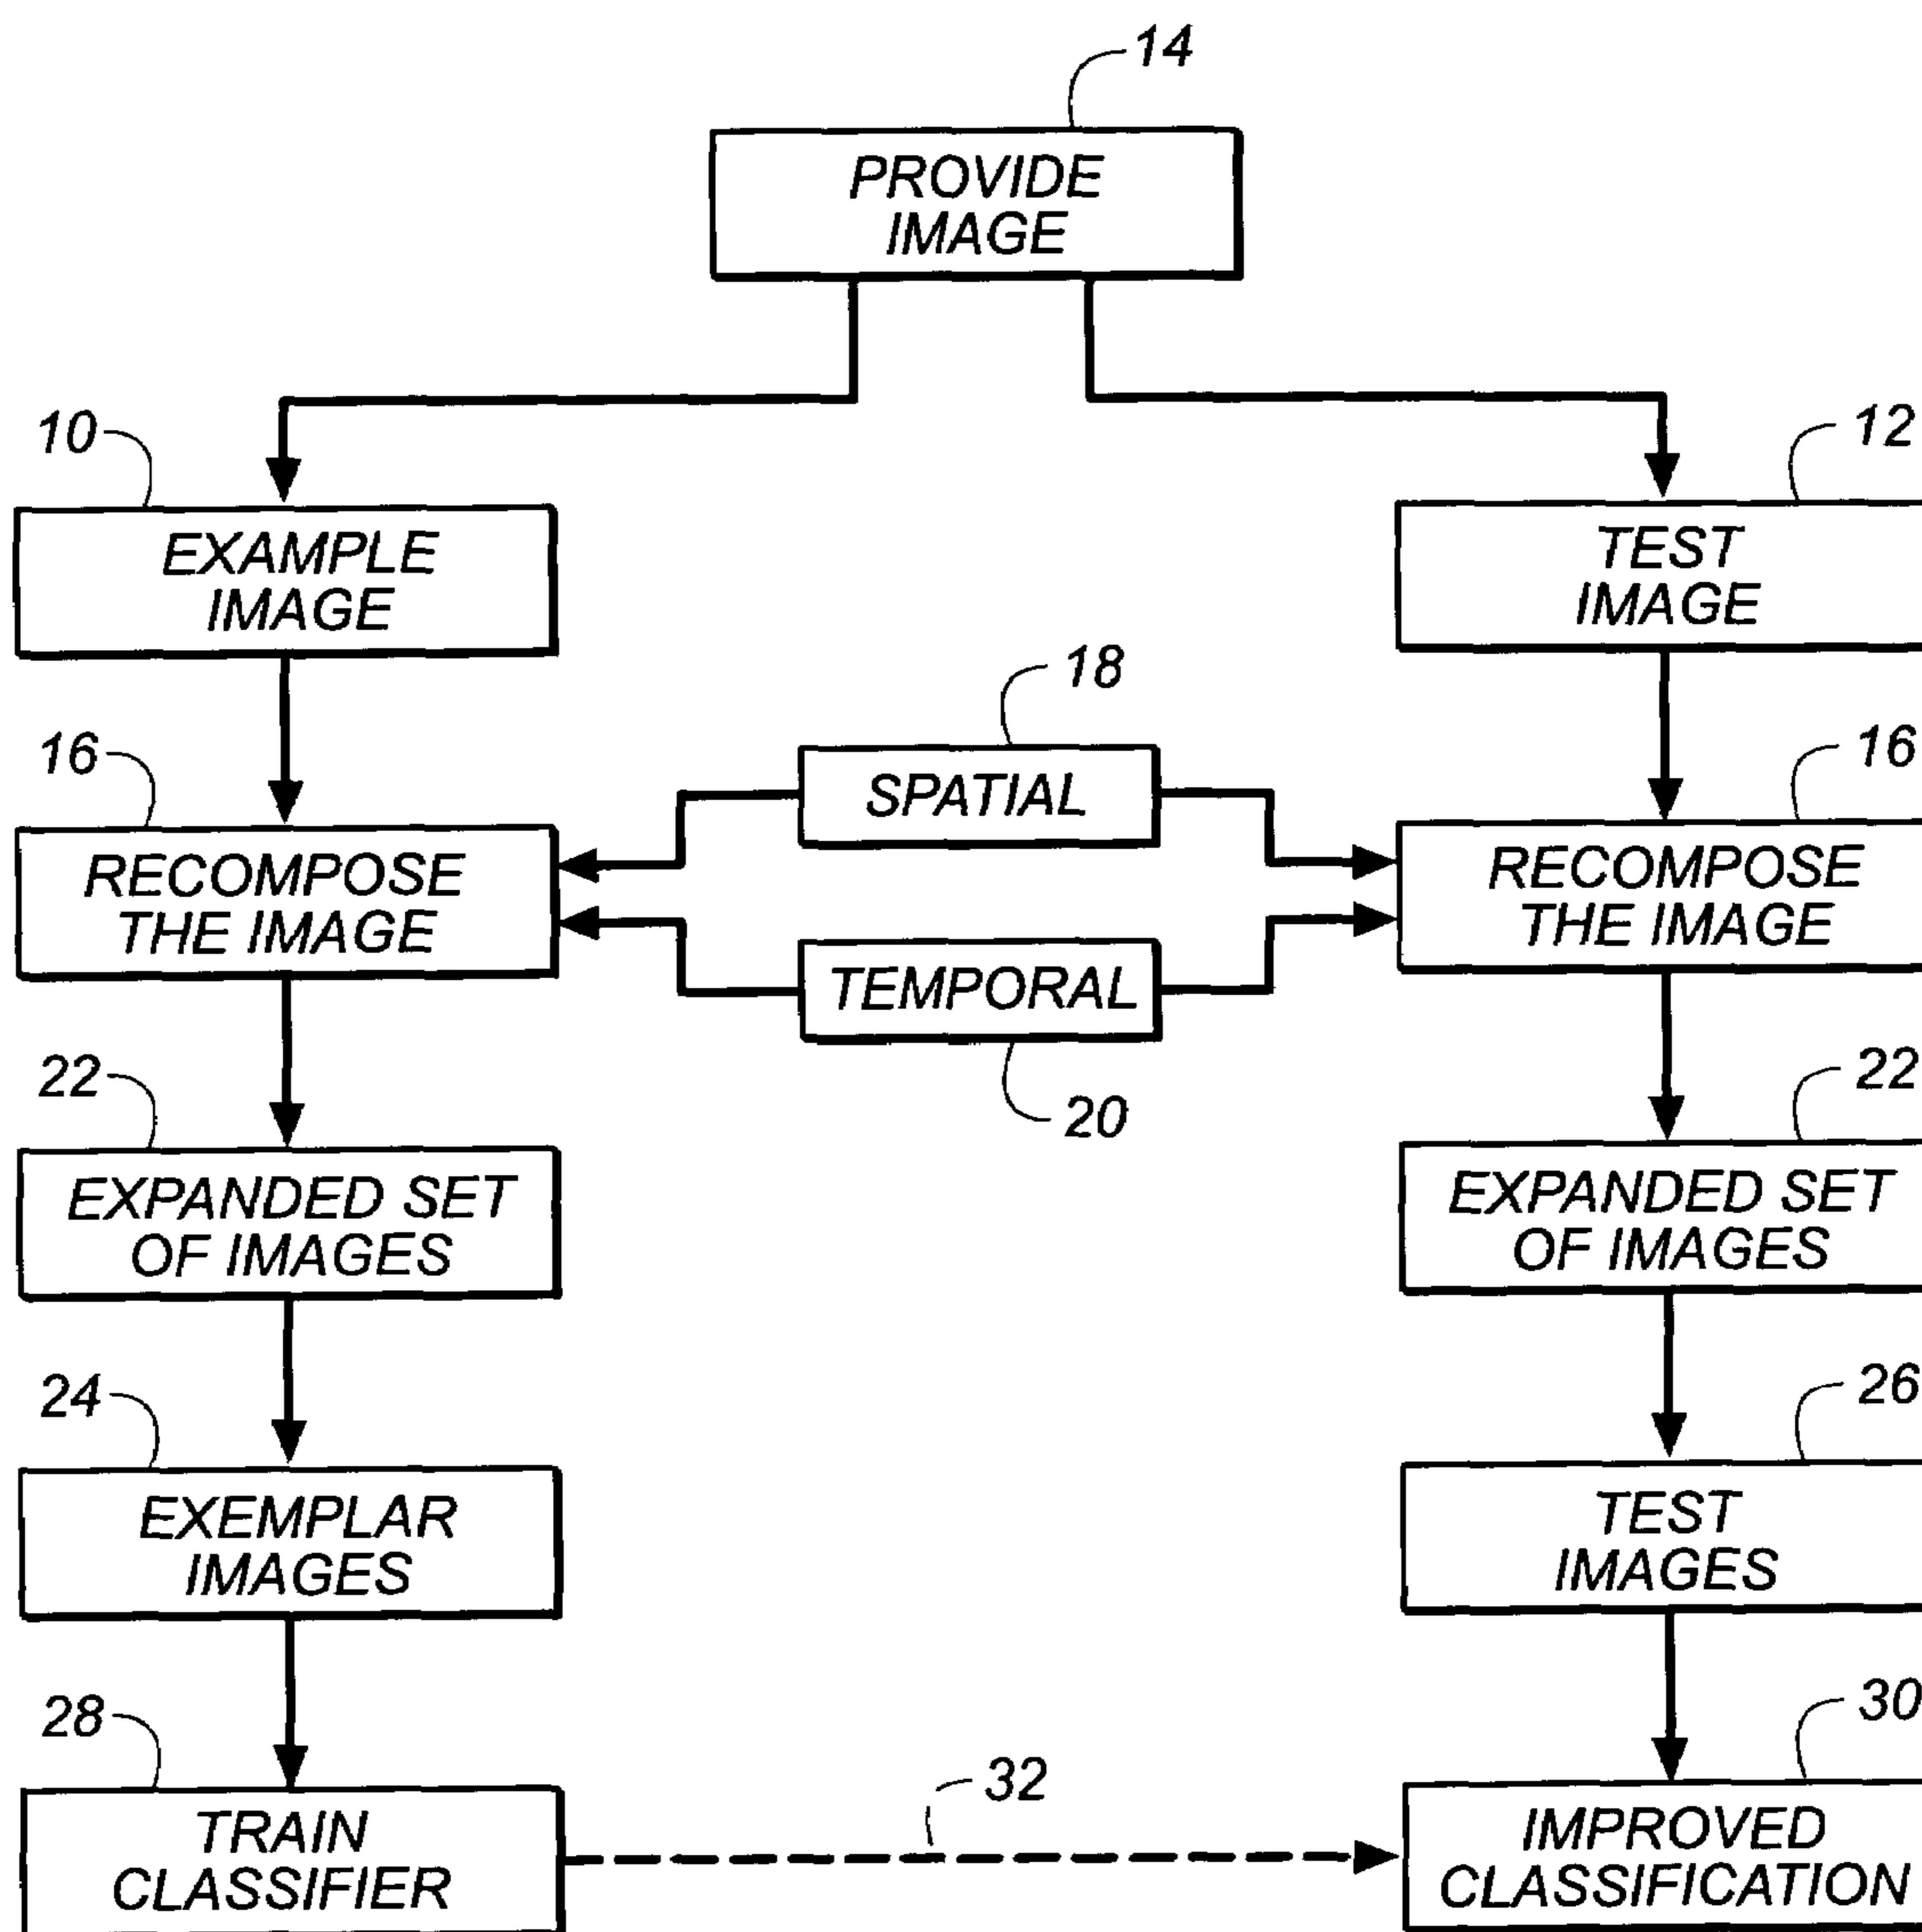 14
PROVIDE
IMAGE
10
12
EXAMPLE
IMAGE
TEST
IMAGE
18
16
16
SPATIAL
RECOMPOSE
THE IMAGE
RECOMPOSE
THE IMAGE
TEMPORAL
22
20
22
EXPANDED SET
OF IMAGES
EXPANDED SET
OF IMAGES
24
26
EXEMPLAR
IMAGES
TEST
IMAGES
28
32
30
TRAIN
CLASSIFIER
IMPROVED
CLASSIFICATION